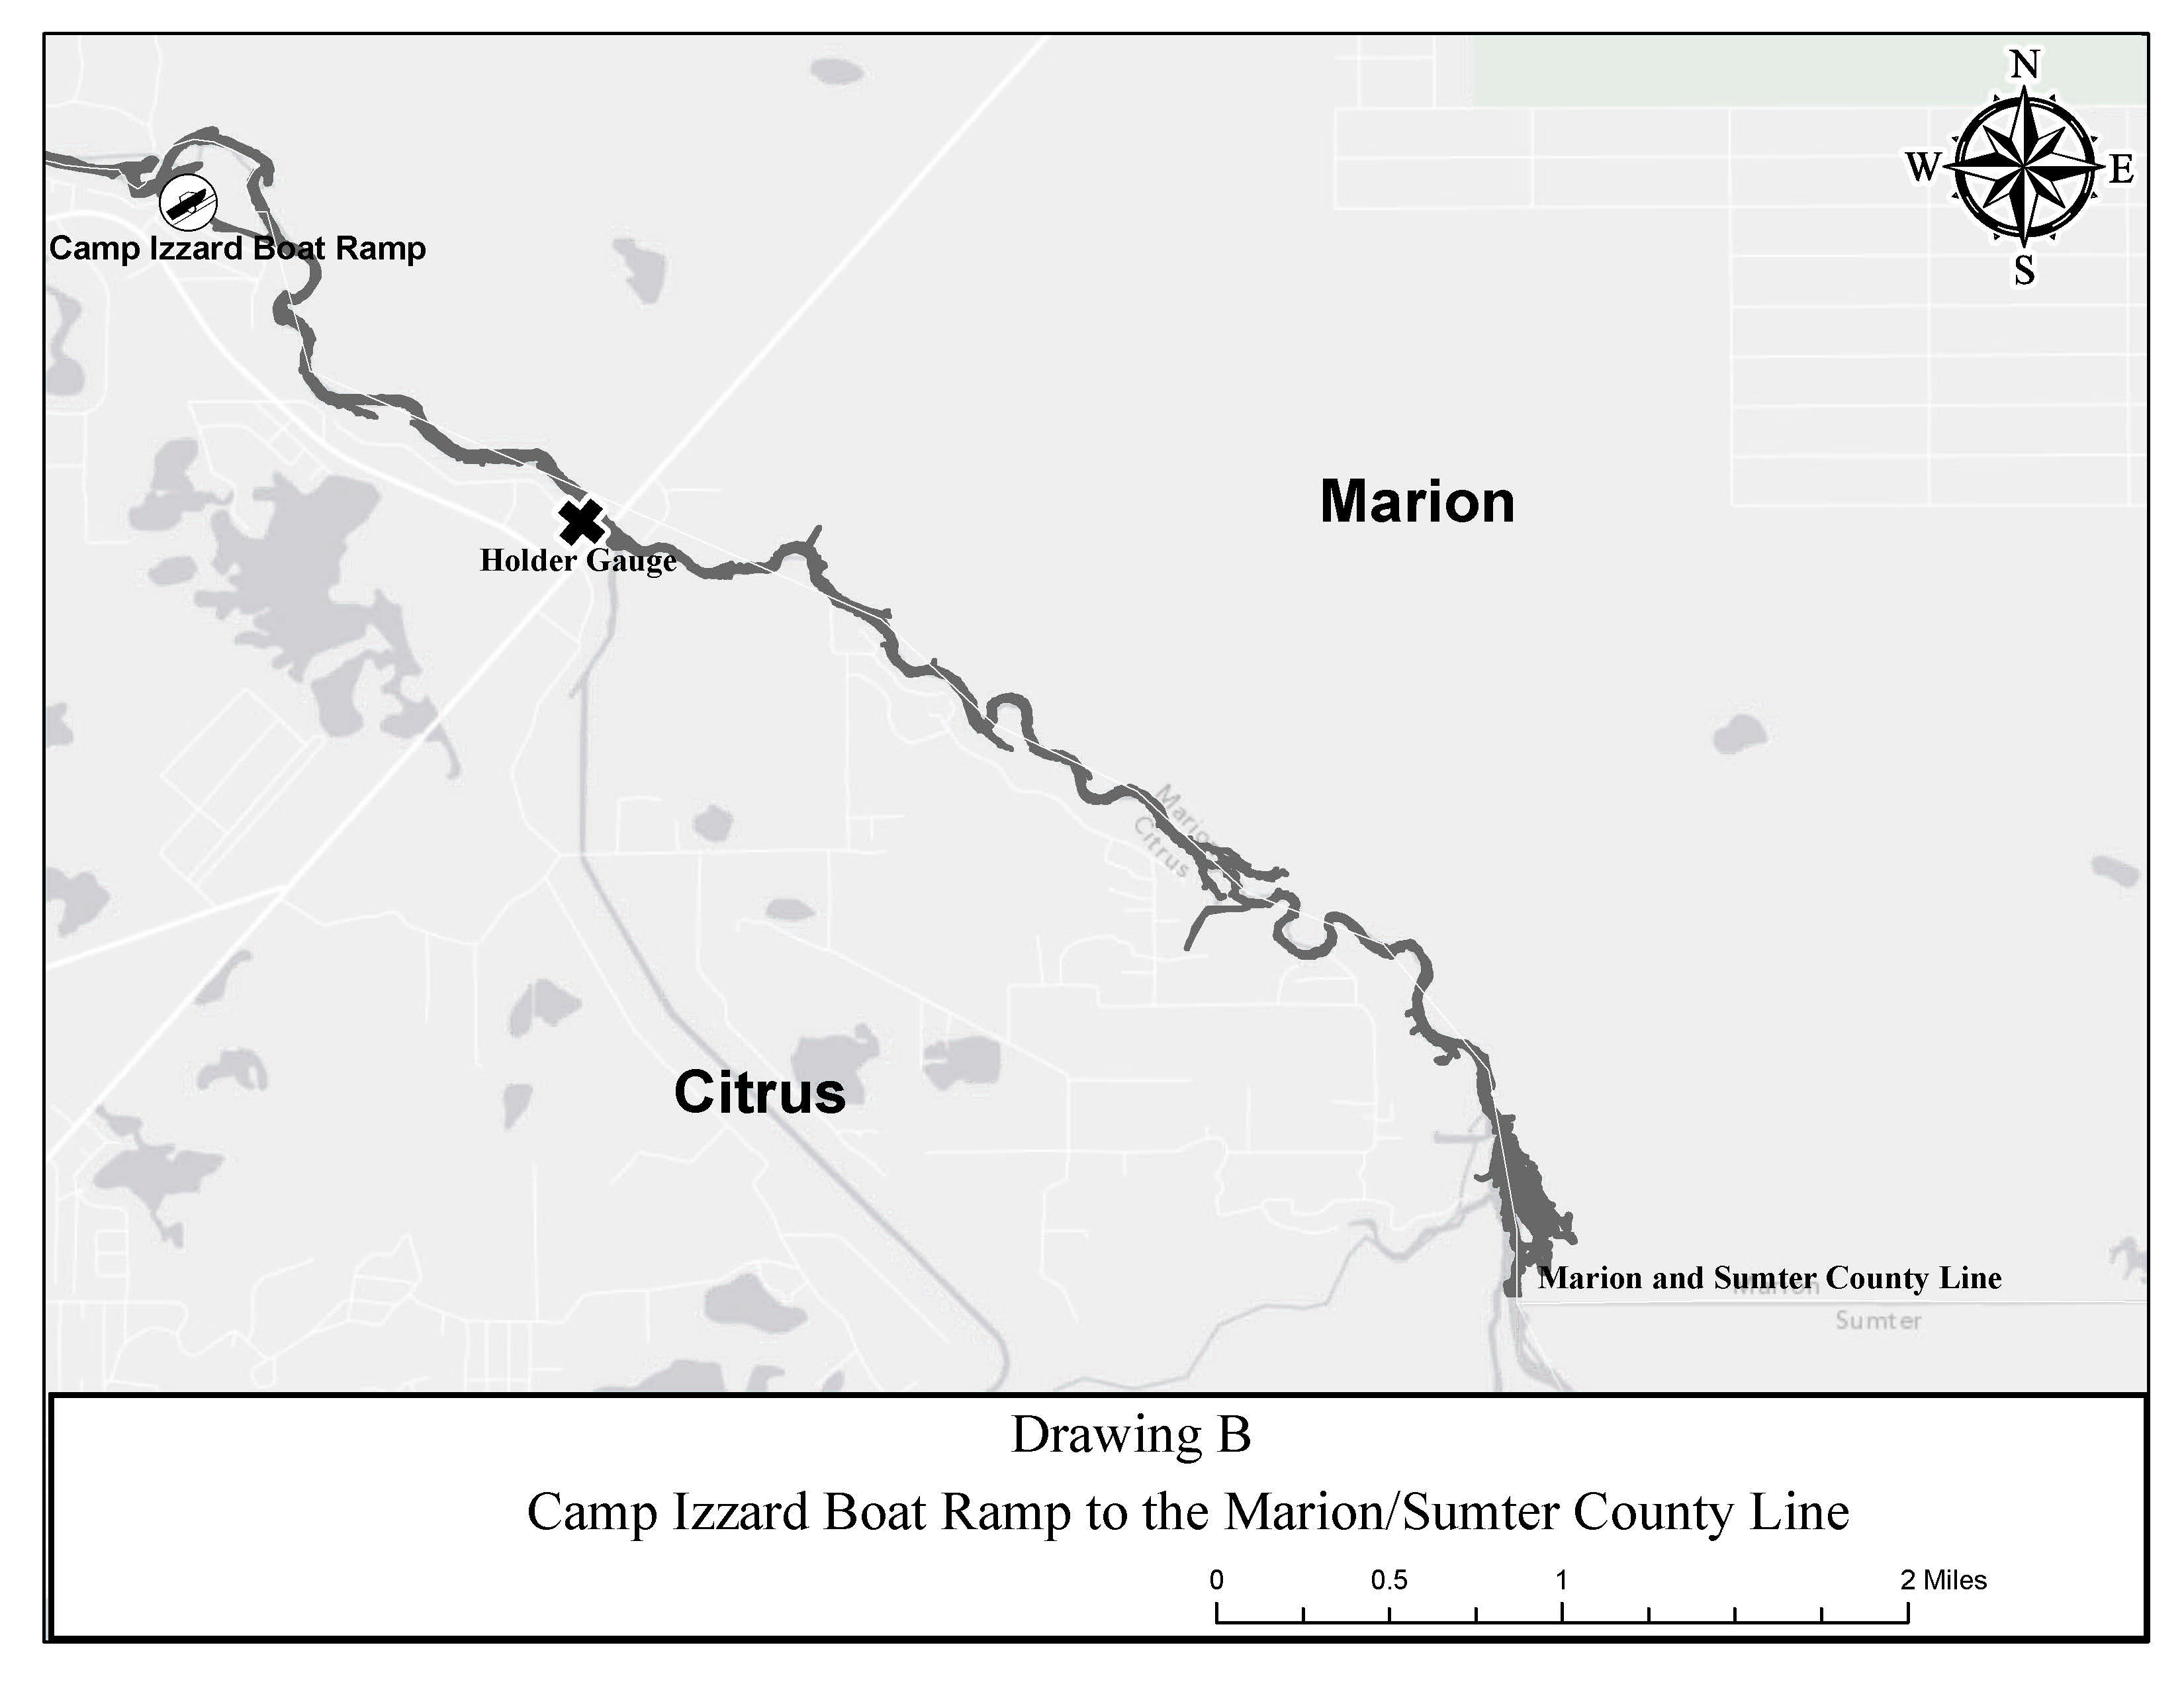 N
W E
S
Camp Izzard Boat Ramp
Marion
Holder Gauge
Marion
Citrus
Citrus
Marion and Sumter County Line
Marion
Sumter
Drawing B
Camp Izzard Boat Ramp to the Marion/Sumter County Line
0 0.5 1 2 Miles